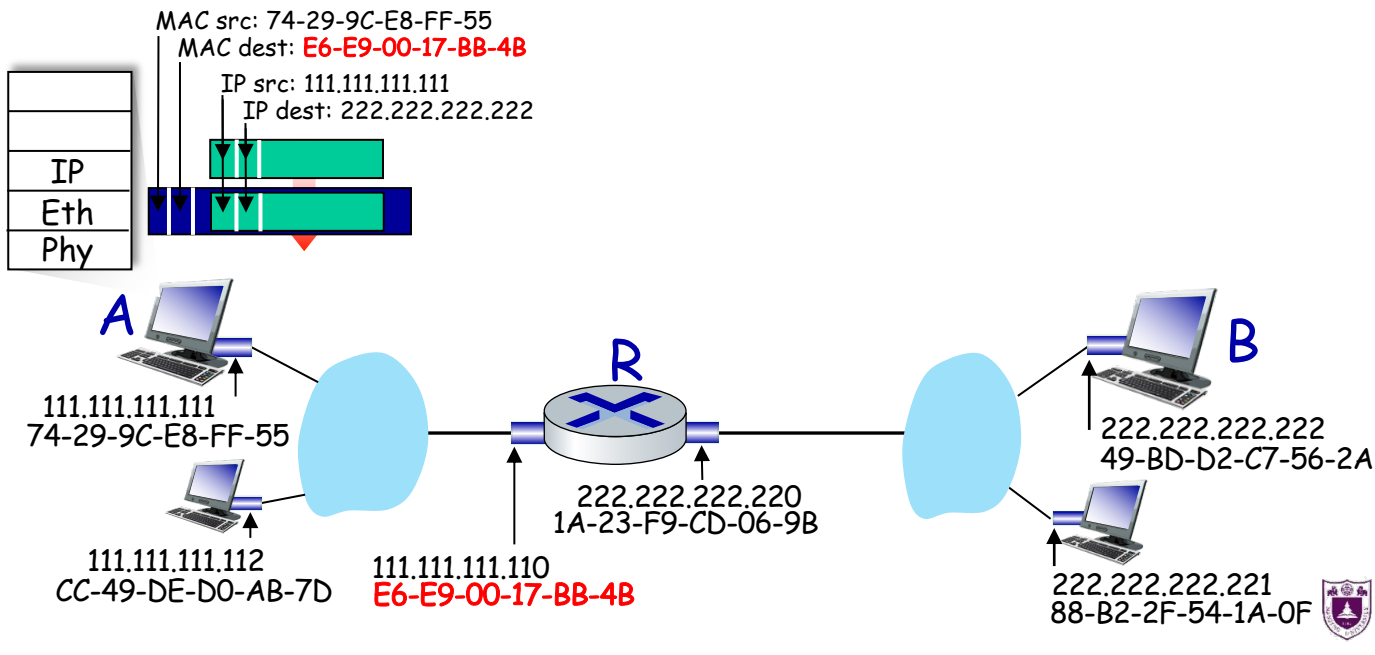 MAC src: 74-29-9C-E8-FF-55
MAC dest: E6-E9-00-17-BB-4B
IP src: 111.111.111.111
IP dest: 222.222.222.222
IP
Eth
Phy
A
R
B
111.111.111.111
74-29-9C-E8-FF-55
222.222.222.222
49-BD-D2-C7-56-2A
222.222.222.220
1A-23-F9-CD-06-9B
111.111.111.112
CC-49-DE-D0-AB-7D
111.111.111.110
E6-E9-00-17-BB-4B
222.222.222.221
88-B2-2F-54-1A-0F